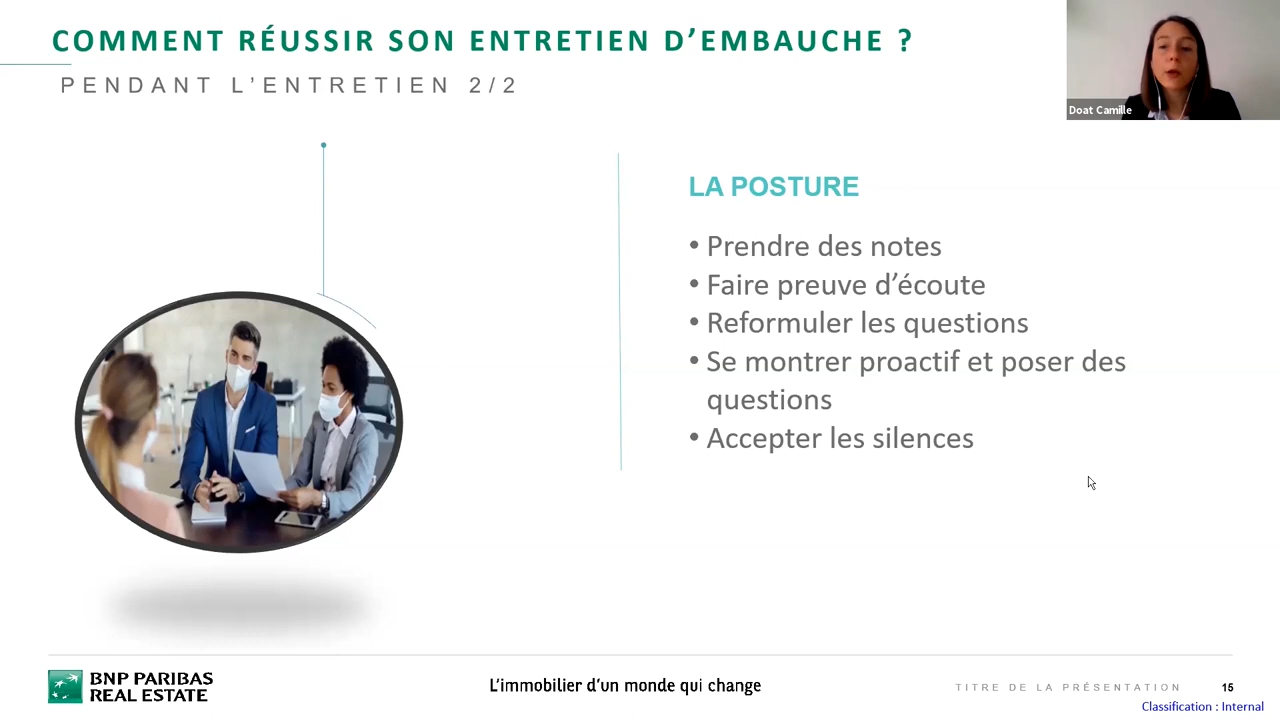 COMMENT RÉUSSIR SON ENTRETIEN D’EMBAUCHE ?
PENDANT L’ENTRETIEN 2/2
Doat Camille
LA POSTURE
• Prendre des notes
• Faire preuve d’écoute
• Reformuler les questions
• Se montrer proactif et poser des
questions
• Accepter les silences
BNP PARIBAS
REAL ESTATE
L’immobilier d’un monde qui change
TITRE DE LA PRÉSENTATION
15
Classification : Internal